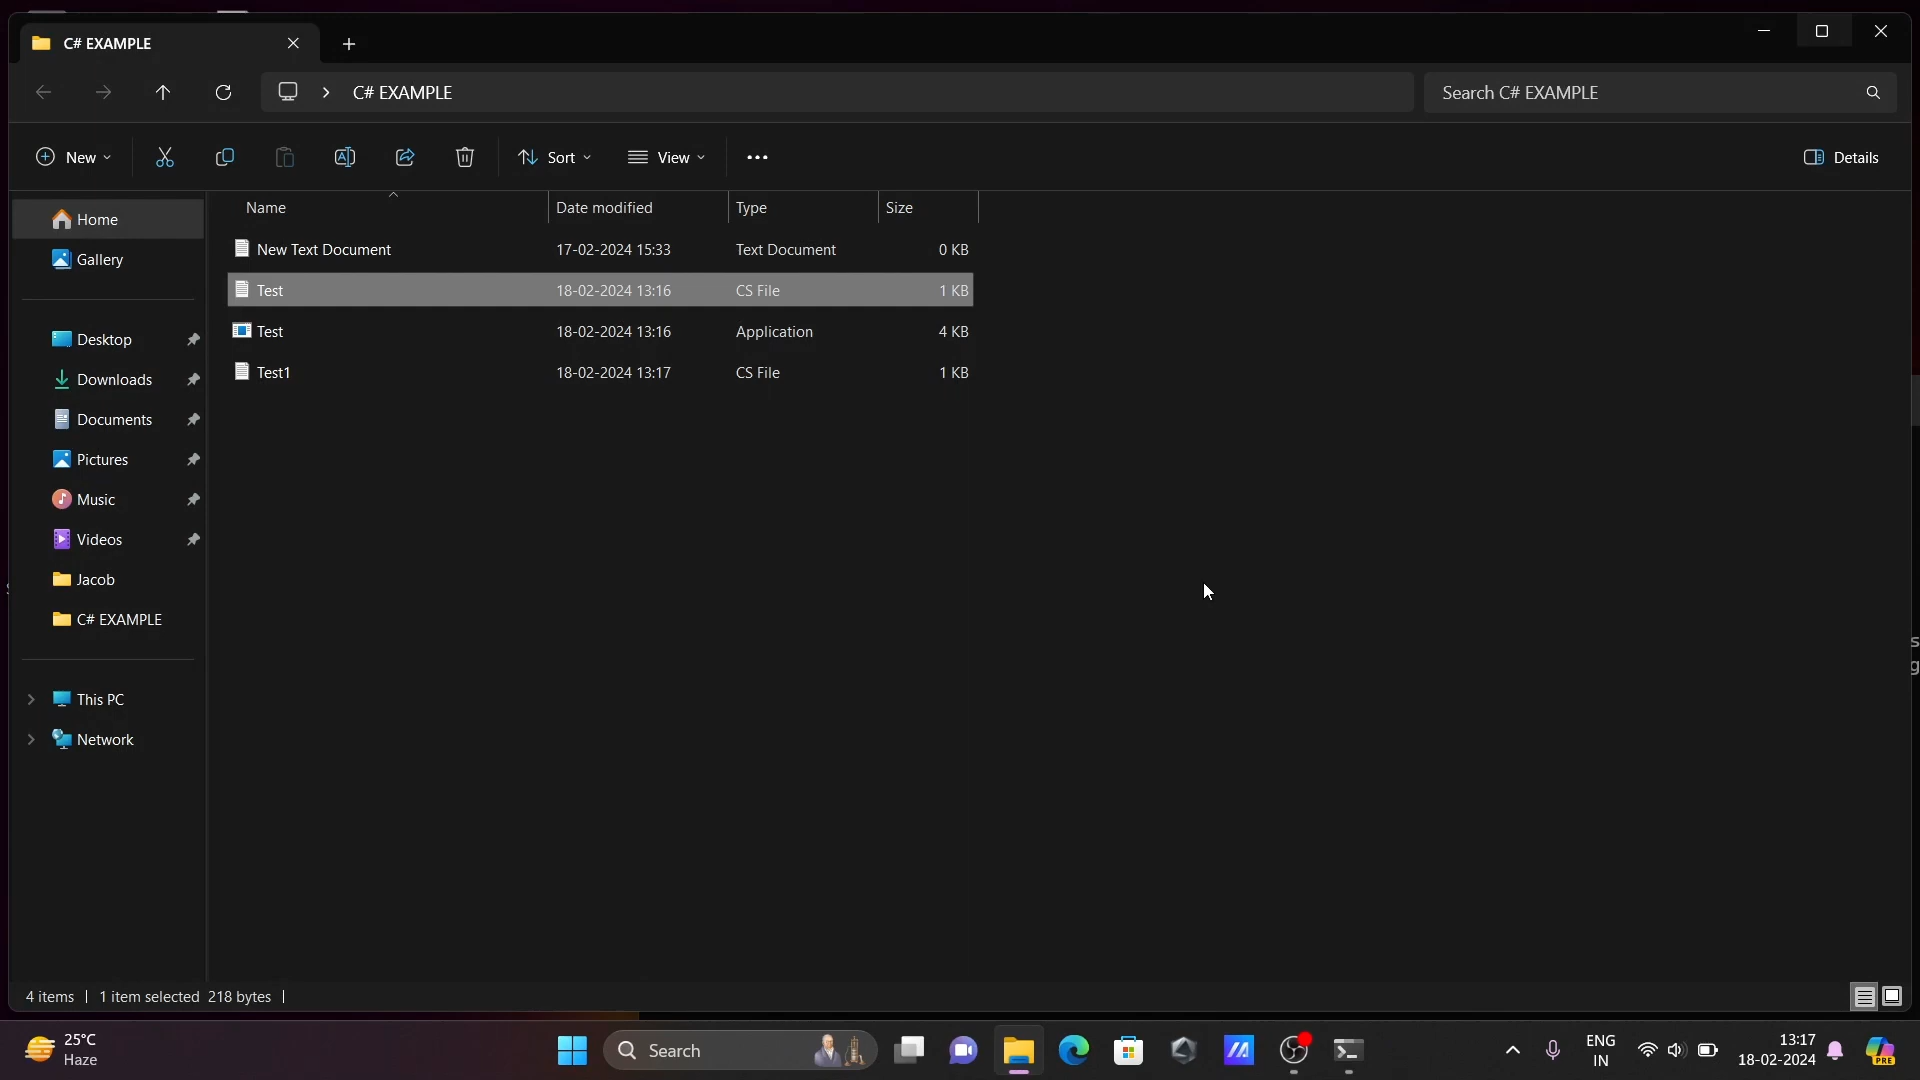 C# EXAMPLE
C# EXAMPLE
Search C# EXAMPLE
New
Sort
View
Details
Name Date modified Type Size
New Text Document 17-02-2024 15:33 Text Document 0 KB
Test 18-02-2024 13:16 CS File 1 KB
Test 18-02-2024 13:16 Application 4 KB
Test1 18-02-2024 13:17 CS File 1 KB
Home
Gallery
Desktop
Downloads
Documents
Pictures
Music
Videos
Jacob
C# EXAMPLE
This PC
Network
4 items | 1 item selected 218 bytes |
25°C
Haze
Search
ENG
IN
13:17
18-02-2024
PRE